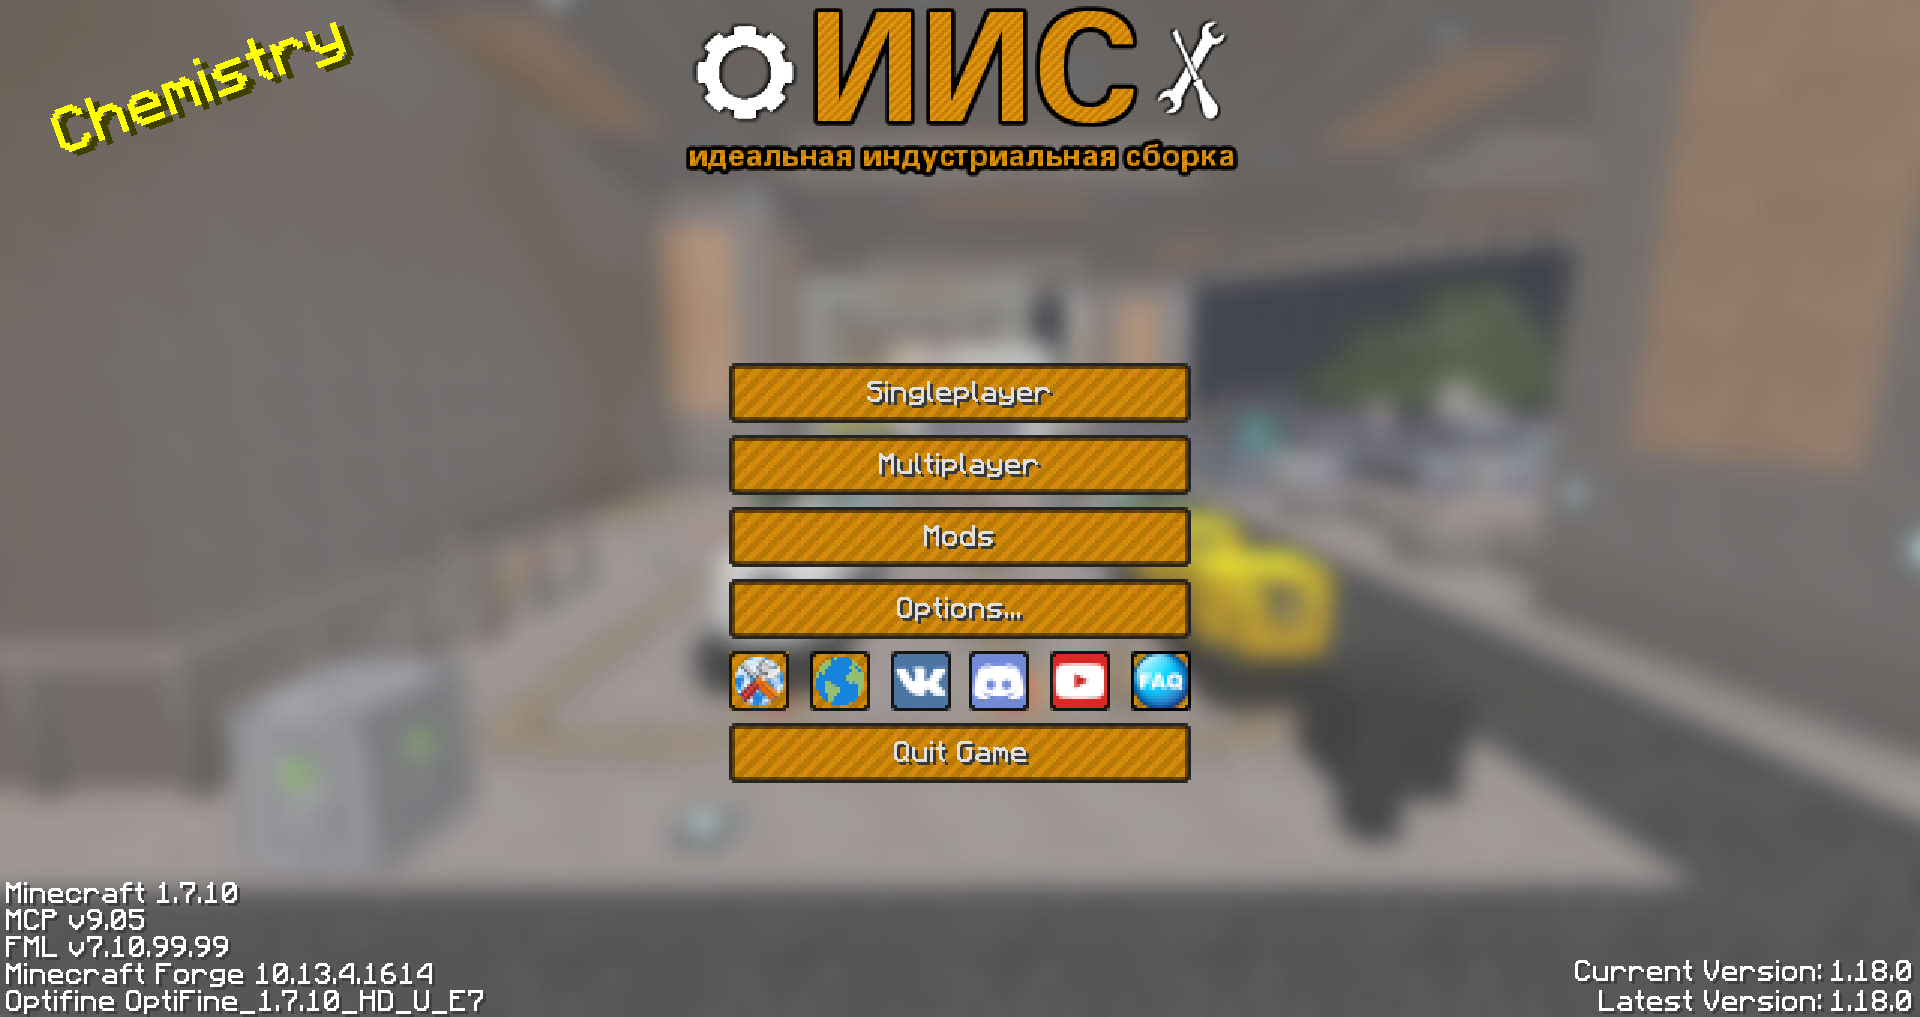 Chemistry
ИИС
идеальная индустриальная сборка
Singleplayer
Multiplayer
Mods
Options...
FAQ
Quit Game
Minecraft 1.7.10
MCP v9.05
FML v7.10.99.99
Minecraft Forge 10.13.4.1614
Optifine OptiFine_1.7.10_HD_U_E7
Current Version: 1.18.0
Latest Version: 1.18.0